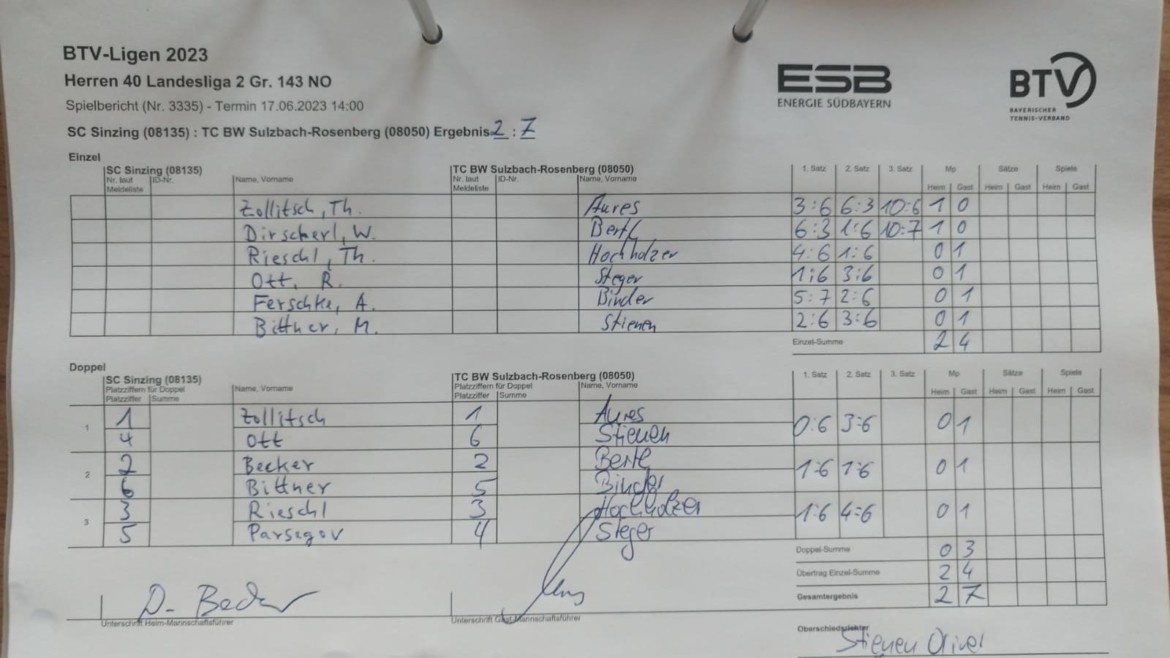 BTV-Ligen 2023
Herren 40 Landesliga 2 Gr. 143 NO
Spielbericht (Nr. 3335) - Termin 17.06.2023 14:00
SC Sinzing (08135) : TC BW Sulzbach-Rosenberg (08050) Ergebnis 2 : 7
ESB
ENERGIE SÜDBAYERN
BTV
BAYERISCHER
TENNIS-VERBAND
Einzel
SC Sinzing (08135) TC BW Sulzbach-Rosenberg (08050) 1. Satz 2. Satz 3. Satz Mp Sätze Spiele
Nr. laut Meldeliste ID-Nr. Name, Vorname Nr. laut Meldeliste ID-Nr. Name, Vorname Heim Gast Heim Gast Heim Gast
Zollitsch, Th. Aures 3:6 6:3 10:6 1 0
Dirscherl, W. Bertl 6:3 1:6 10:7 1 0
Rieschl, Th. Hochholzer 4:6 1:6 0 1
Ott, R. Steger 1:6 3:6 0 1
Ferschke, A. Binder 5:7 2:6 0 1
Bittner, M. Stienen 2:6 3:6 0 1
Einzel-Summe 2 4
Doppel
SC Sinzing (08135) TC BW Sulzbach-Rosenberg (08050) 1. Satz 2. Satz 3. Satz Mp Sätze Spiele
Platzziffern für Doppel Name, Vorname Platzziffern für Doppel Name, Vorname
Platzziffer Summe Platzziffer Summe Heim Gast Heim Gast Heim Gast
1 1 Zollitsch 1 Aures 0:6 3:6 0 1
4 Ott 6 Stienen
2 2 Becker 2 Bertl 1:6 1:6 0 1
6 Bittner 5 Binder
3 3 Rieschl 3 Hochholzer 1:6 4:6 0 1
5 Parsegov 4 Steger
Doppel-Summe 0 3
Übertrag Einzel-Summe 2 4
Gesamtergebnis 2 7
D. Becker
Unterschrift Heim-Mannschaftsführer Unterschrift Gast-Mannschaftsführer
Oberschiedsrichter
Stienen Oliver